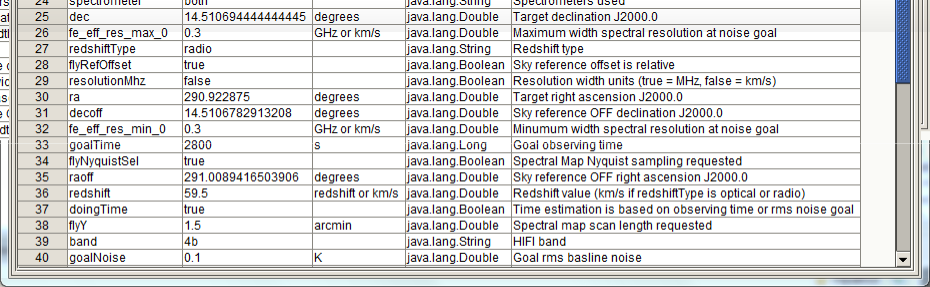 24 spectrometer both java.lang.String Spectrometers used
25 dec 14.510694444444445 degrees java.lang.Double Target declination J2000.0
26 fe_eff_res_max_0 0.3 GHz or km/s java.lang.Double Maximum width spectral resolution at noise goal
27 redshiftType radio java.lang.String Redshift type
28 flyRefOffset true java.lang.Boolean Sky reference offset is relative
29 resolutionMhz false java.lang.Boolean Resolution width units (true = MHz, false = km/s)
30 ra 290.922875 degrees java.lang.Double Target right ascension J2000.0
31 decoff 14.5106782913208 degrees java.lang.Double Sky reference OFF declination J2000.0
32 fe_eff_res_min_0 0.3 GHz or km/s java.lang.Double Minumum width spectral resolution at noise goal
33 goalTime 2800 s java.lang.Long Goal observing time
34 flyNyquistSel true java.lang.Boolean Spectral Map Nyquist sampling requested
35 raoff 291.0089416503906 degrees java.lang.Double Sky reference OFF right ascension J2000.0
36 redshift 59.5 redshift or km/s java.lang.Double Redshift value (km/s if redshiftType is optical or radio)
37 doingTime true java.lang.Boolean Time estimation is based on observing time or rms noise goal
38 flyY 1.5 arcmin java.lang.Double Spectral map scan length requested
39 band 4b java.lang.String HIFI band
40 goalNoise 0.1 K java.lang.Double Goal rms basline noise